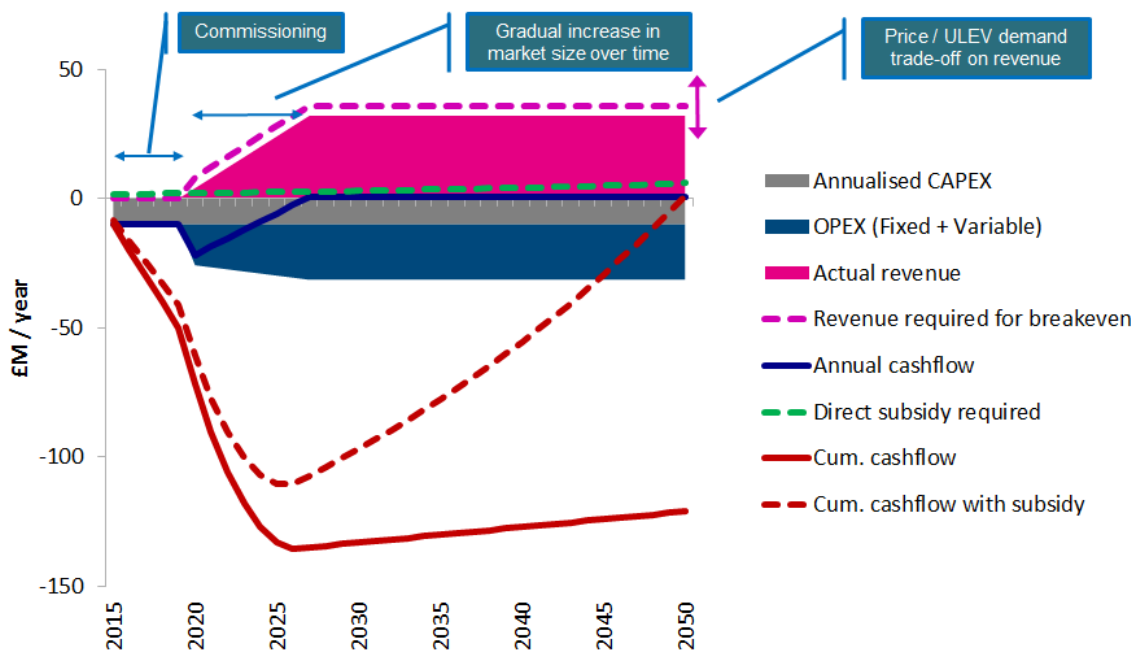 Commissioning
Gradual increase in
market size over time
Price / ULEV demand
trade-off on revenue
£M / year
50
0
-50
-100
-150
2015
2020
2025
2030
2035
2040
2045
2050
Annualised CAPEX
OPEX (Fixed + Variable)
Actual revenue
Revenue required for breakeven
Annual cashflow
Direct subsidy required
Cum. cashflow
Cum. cashflow with subsidy